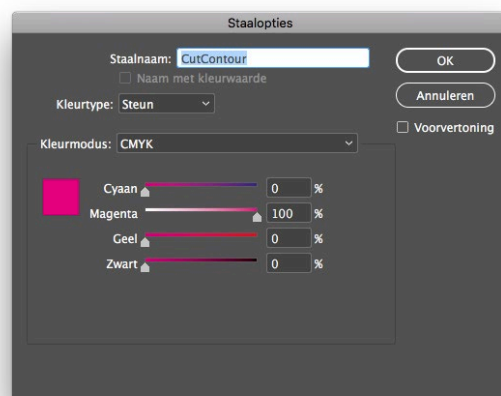 Staalopties
Staalnaam: CutContour
Naam met kleurwaarde
Kleurtype: Steun
OK
Annuleren
Voorvertoning
Kleurmodus: CMYK
Cyaan 0 %
Magenta 100 %
Geel 0 %
Zwart 0 %